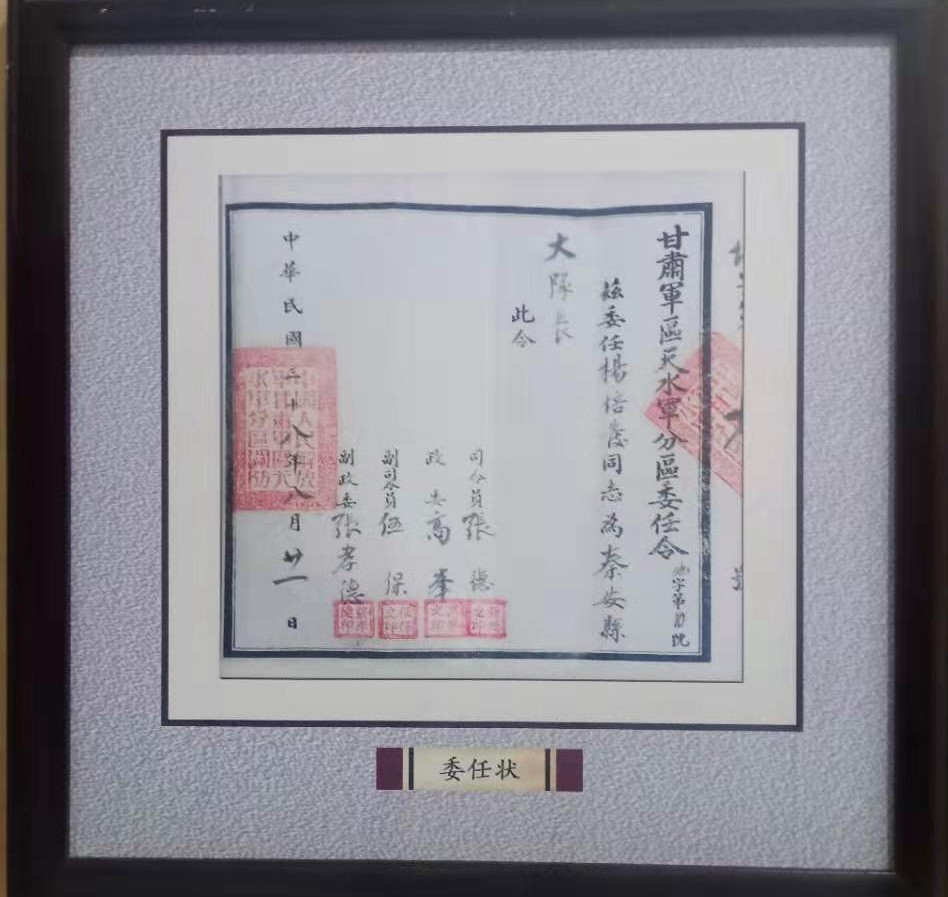 甘肅軍區天水軍分區委任令
字第10號
茲委任楊倍同志為秦安縣
大隊長
此令
司令員張德
政委高峯
副司令員伍保
副政委張孝德
中華民國三十八年八月廿一日
委任状